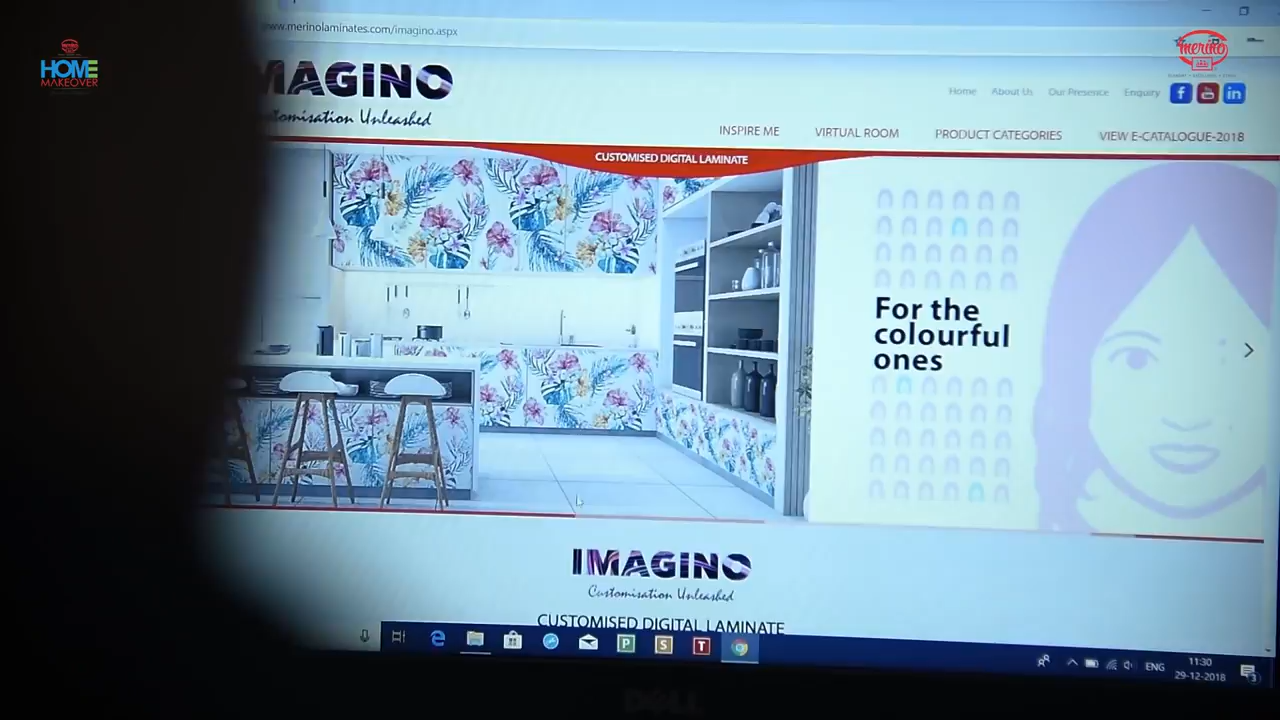 www.merinolaminates.com/imagino.aspx
HOME
MAKEOVER
merino
IMAGINO
Customisation Unleashed
Home About Us Our Presence Enquiry
INSPIRE ME VIRTUAL ROOM PRODUCT CATEGORIES VIEW E-CATALOGUE-2018
CUSTOMISED DIGITAL LAMINATE
For the
colourful
ones
IMAGINO
Customisation Unleashed
CUSTOMISED DIGITAL LAMINATE
P S T
ENG
11:30
29-12-2018
3
DELL